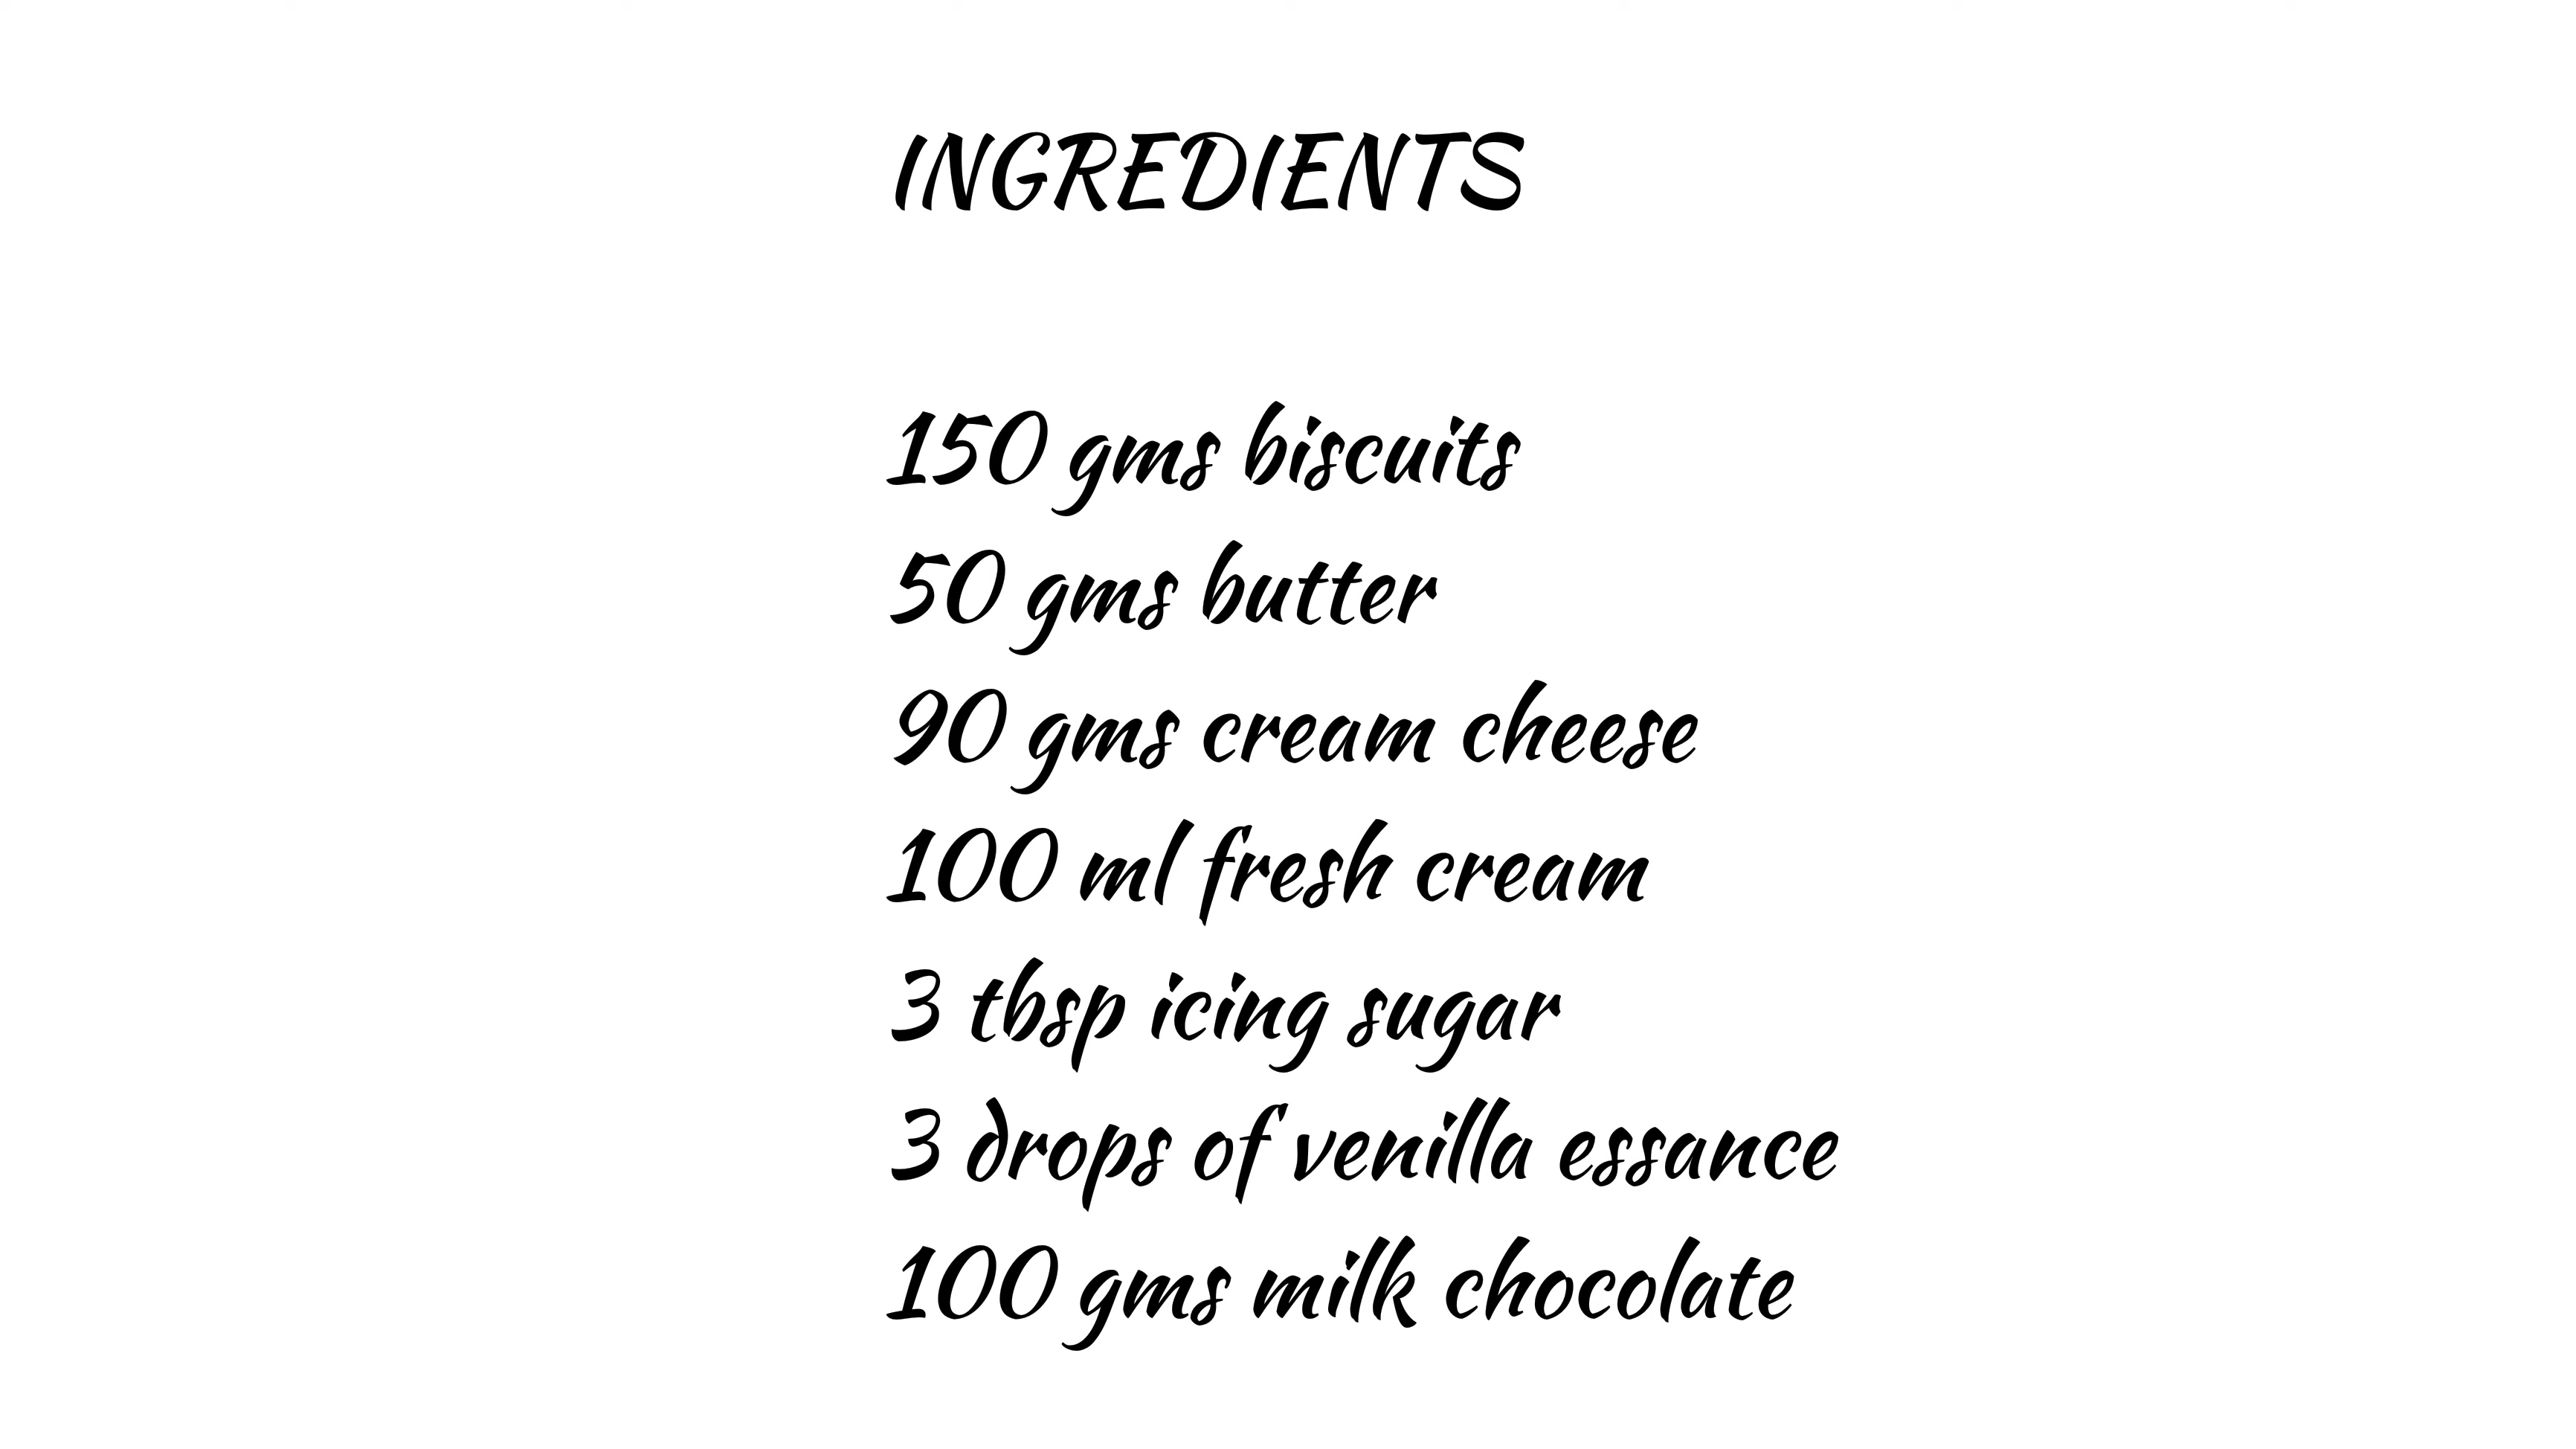 INGREDIENTS
150 gms biscuits
50 gms butter
90 gms cream cheese
100 ml fresh cream
3 tbsp icing sugar
3 drops of venilla essance
100 gms milk chocolate